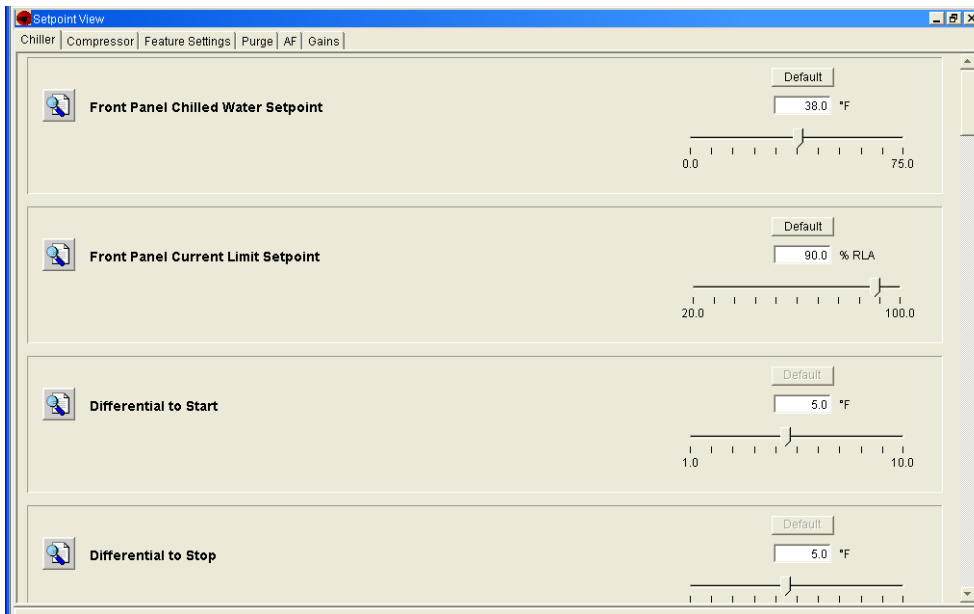 Setpoint View
Chiller Compressor Feature Settings Purge AF Gains
Default
Front Panel Chilled Water Setpoint 38.0 °F
0.0 75.0
Default
Front Panel Current Limit Setpoint 90.0 % RLA
20.0 100.0
Default
Differential to Start 5.0 °F
1.0 10.0
Default
Differential to Stop 5.0 °F